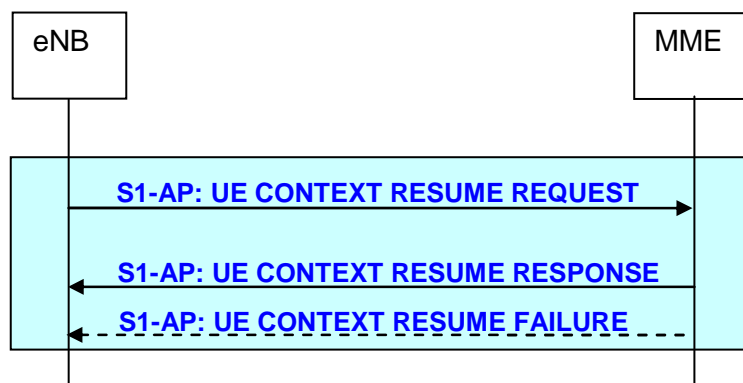 eNB
MME
S1-AP: UE CONTEXT RESUME REQUEST
S1-AP: UE CONTEXT RESUME RESPONSE
S1-AP: UE CONTEXT RESUME FAILURE